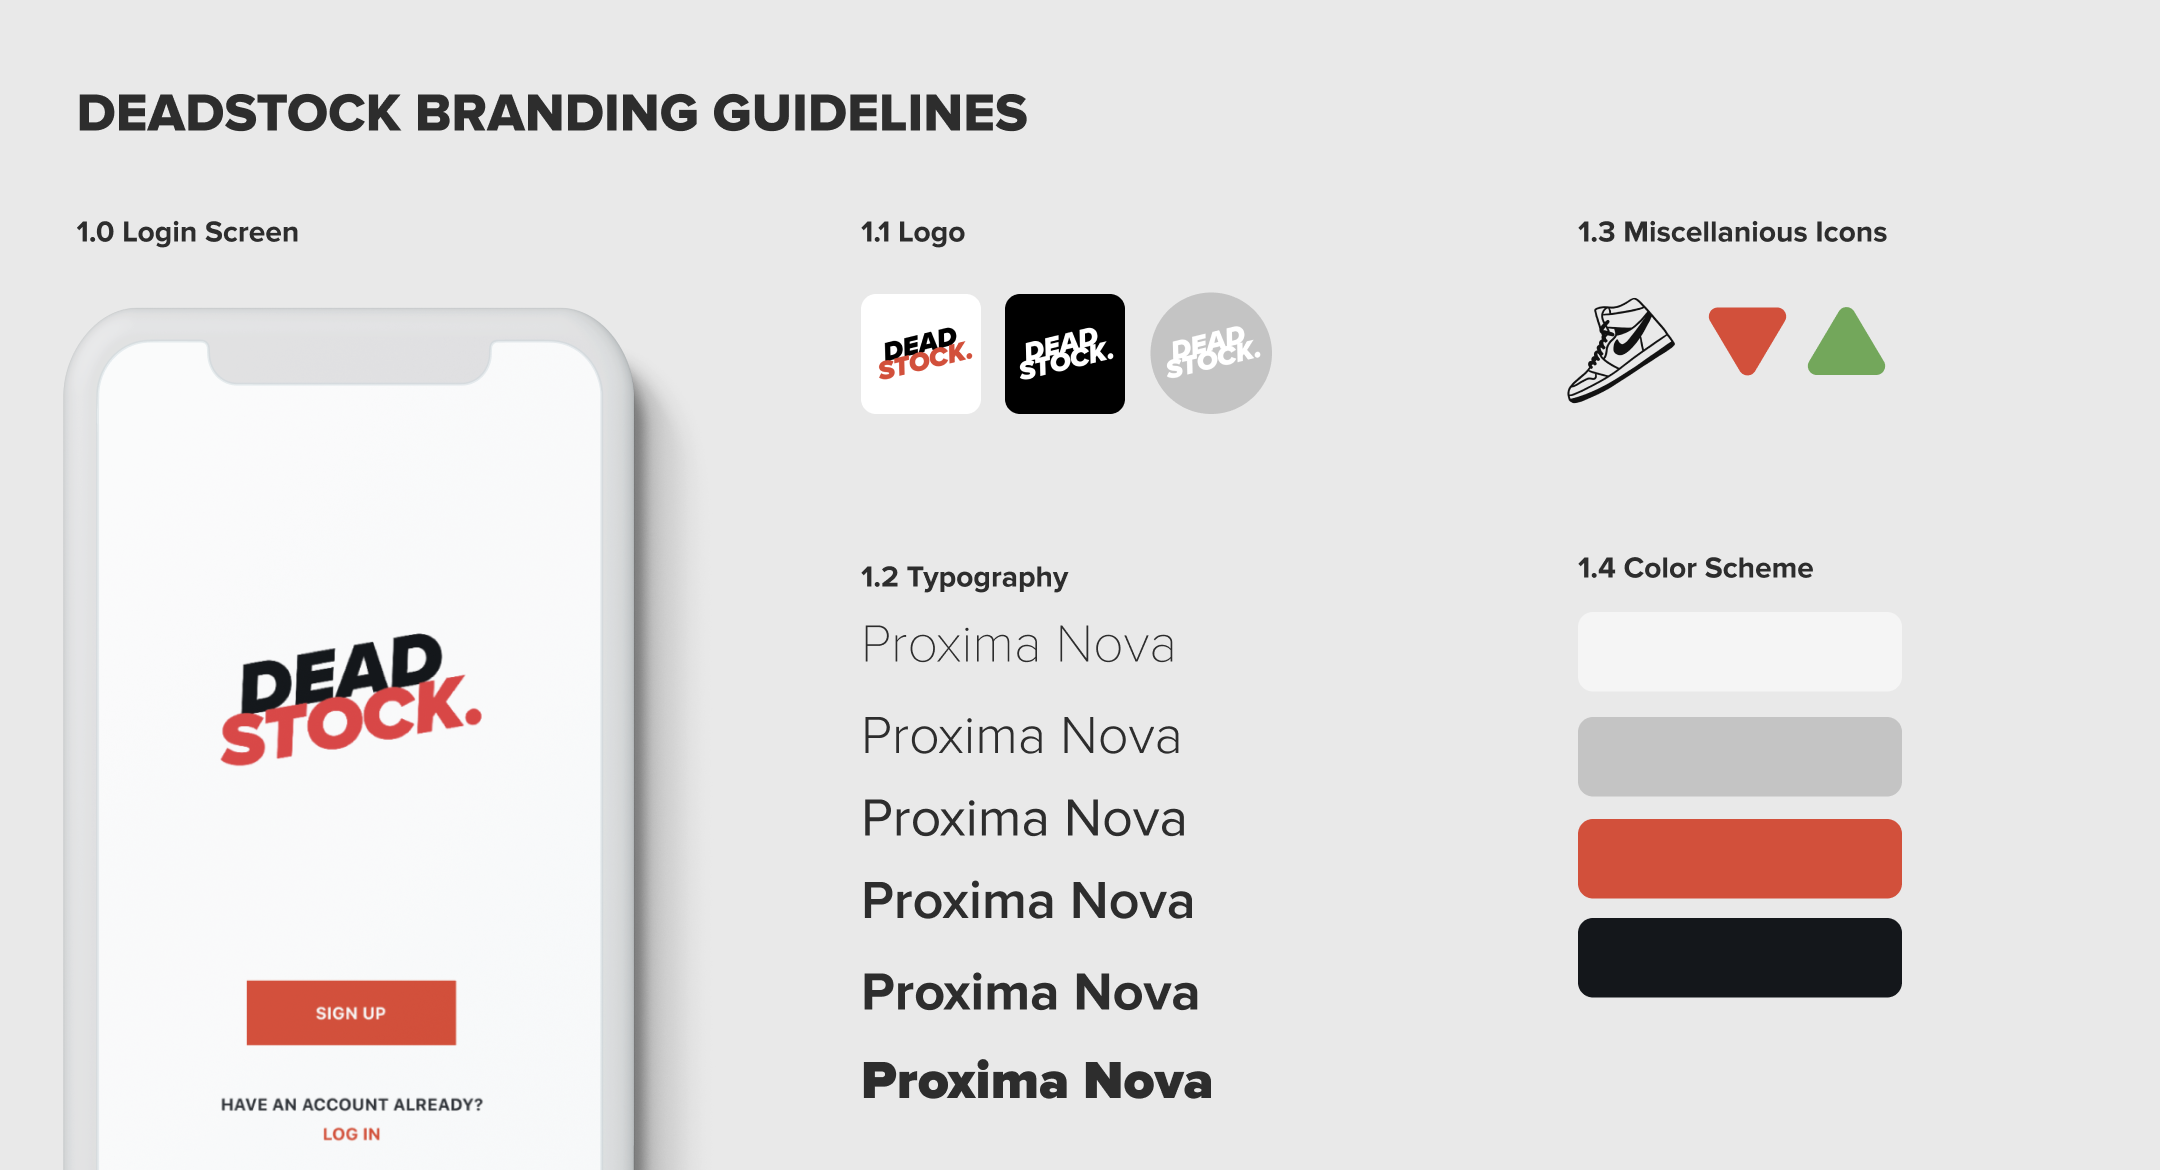 DEADSTOCK BRANDING GUIDELINES
1.0 Login Screen
DEAD
STOCK.
SIGN UP
HAVE AN ACCOUNT ALREADY?
LOG IN
1.1 Logo
DEAD
STOCK.
DEAD
STOCK.
DEAD
STOCK.
1.2 Typography
Proxima Nova
Proxima Nova
Proxima Nova
Proxima Nova
Proxima Nova
Proxima Nova
1.3 Miscellanious Icons
1.4 Color Scheme